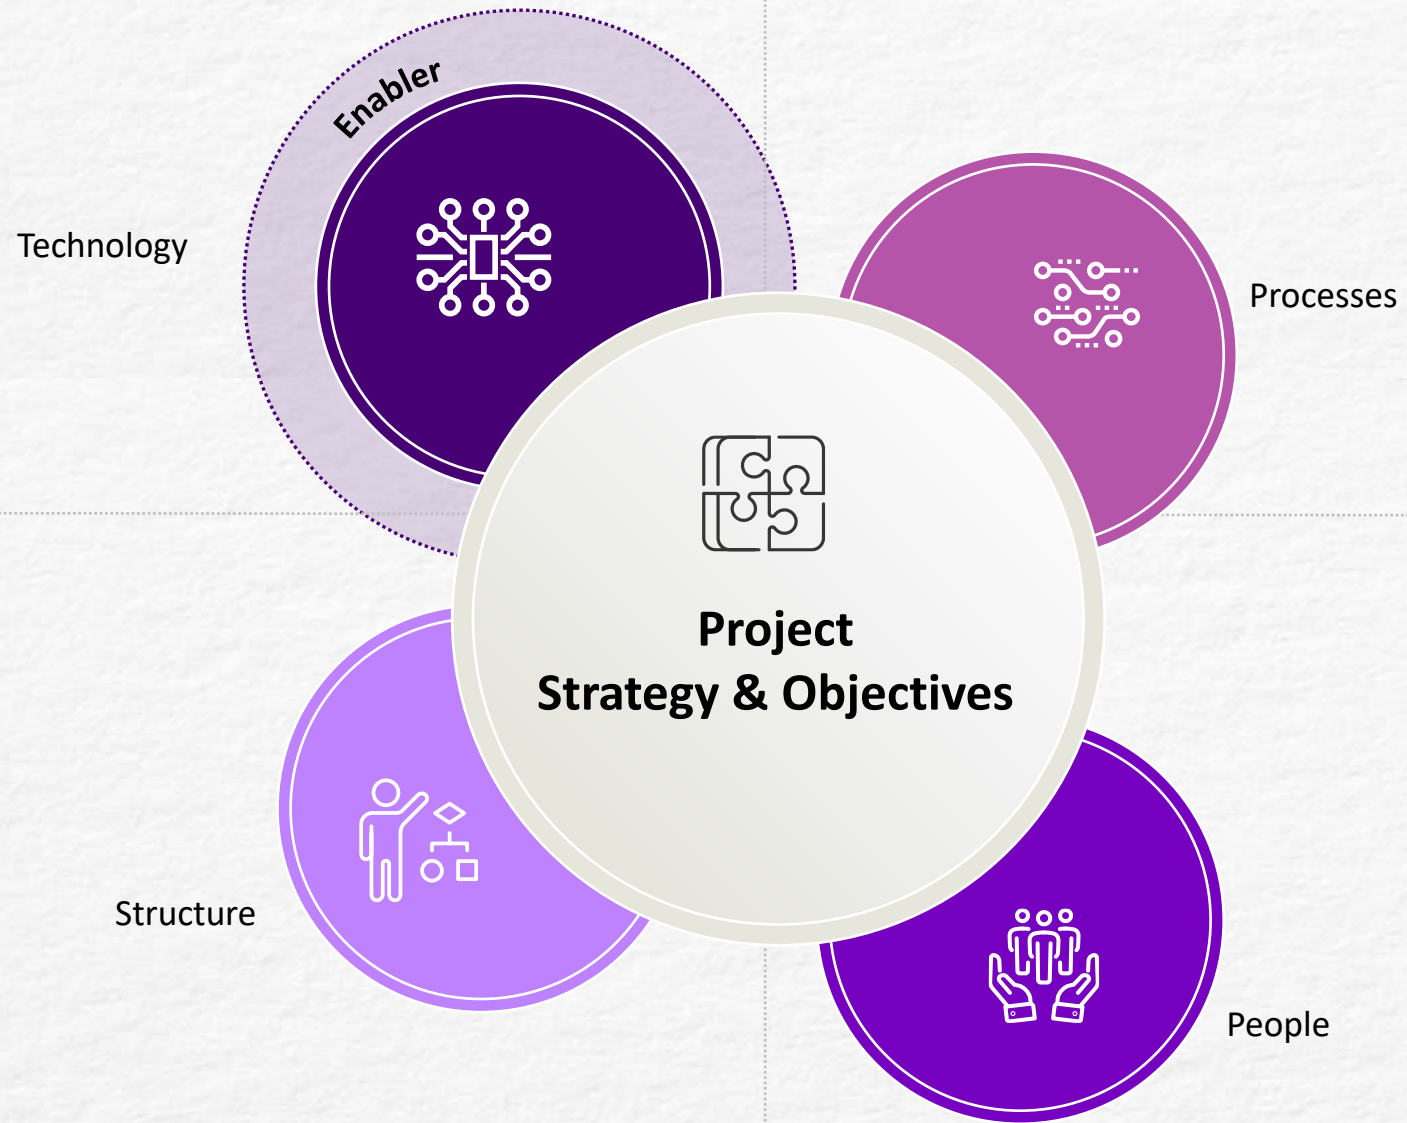 Enabler
Technology
Processes
Project
Strategy & Objectives
Structure
People